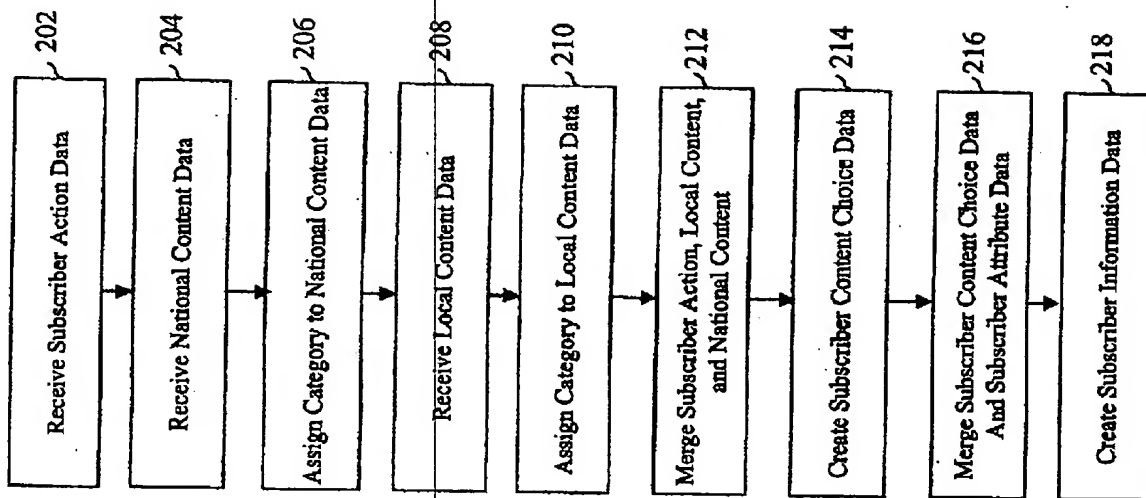 202
Receive Subscriber Action Data
204
Receive National Content Data
206
Assign Category to National Content Data
208
Receive Local Content Data
210
Assign Category to Local Content Data
212
Merge Subscriber Action, Local Content,
and National Content
214
Create Subscriber Content Choice Data
216
Merge Subscriber Content Choice Data
And Subscriber Attribute Data
218
Create Subscriber Information Data